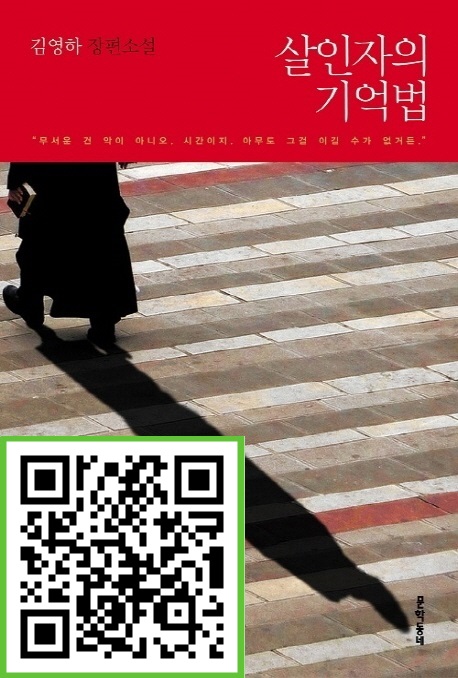 김영하 장편소설
살인자의
기억법
"무서운 건 악이 아니오. 시간이지. 아무도 그걸 이길 수가 없거든."
문학동네